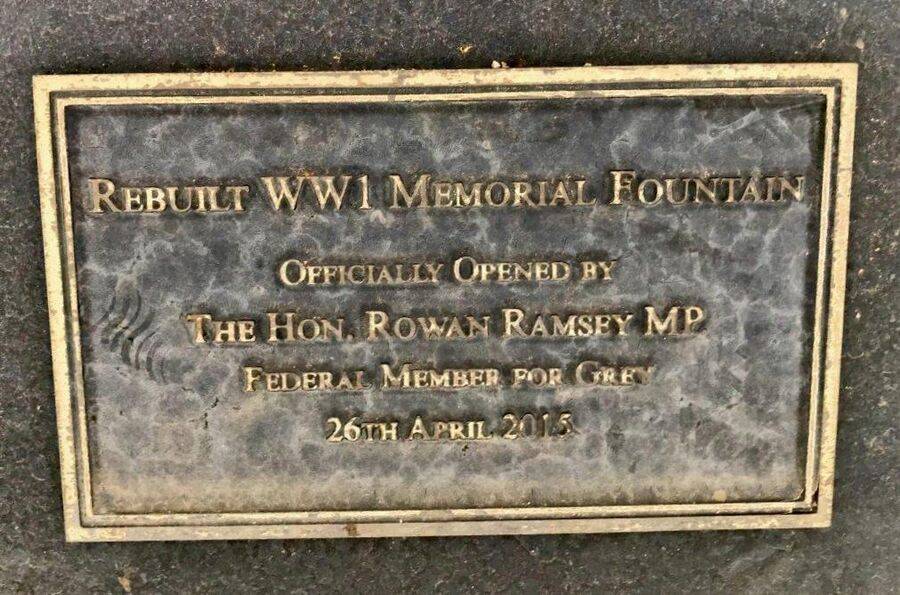 REBUILT WW1 MEMORIAL FOUNTAIN
OFFICIALLY OPENED BY
THE HON. ROWAN RAMSEY MP
FEDERAL MEMBER FOR GREY
26TH APRIL 2015